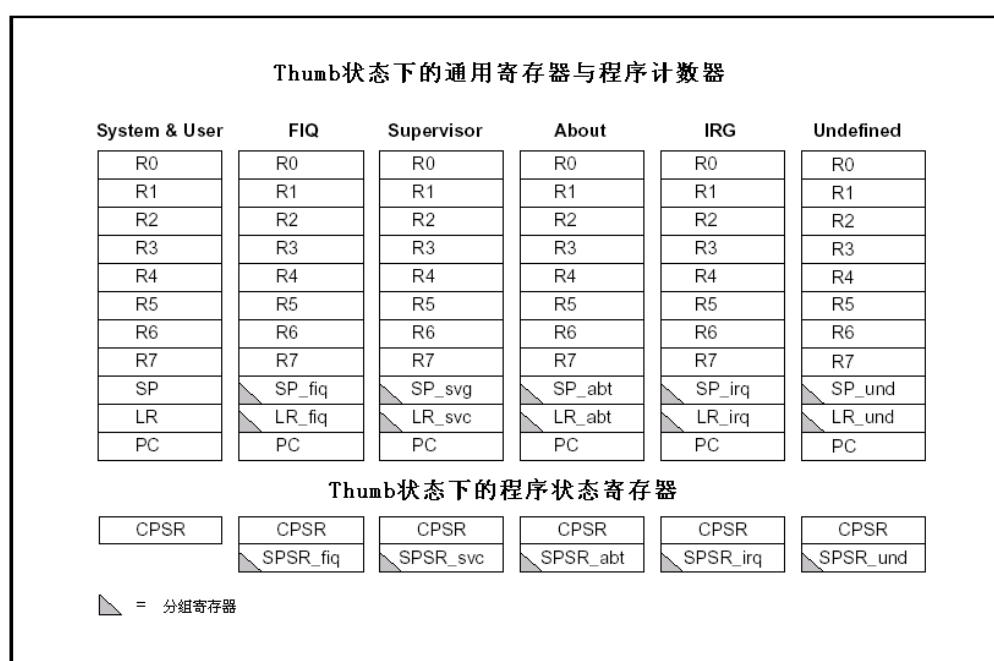 Thumb状态下的通用寄存器与程序计数器
System & User FIQ Supervisor About IRG Undefined
R0 R0 R0 R0 R0 R0
R1 R1 R1 R1 R1 R1
R2 R2 R2 R2 R2 R2
R3 R3 R3 R3 R3 R3
R4 R4 R4 R4 R4 R4
R5 R5 R5 R5 R5 R5
R6 R6 R6 R6 R6 R6
R7 R7 R7 R7 R7 R7
SP SP_fiq SP_svg SP_abt SP_irq SP_und
LR LR_fiq LR_svc LR_abt LR_irq LR_und
PC PC PC PC PC PC
Thumb状态下的程序状态寄存器
CPSR CPSR CPSR CPSR CPSR CPSR
SPSR_fiq SPSR_svc SPSR_abt SPSR_irq SPSR_und
= 分组寄存器